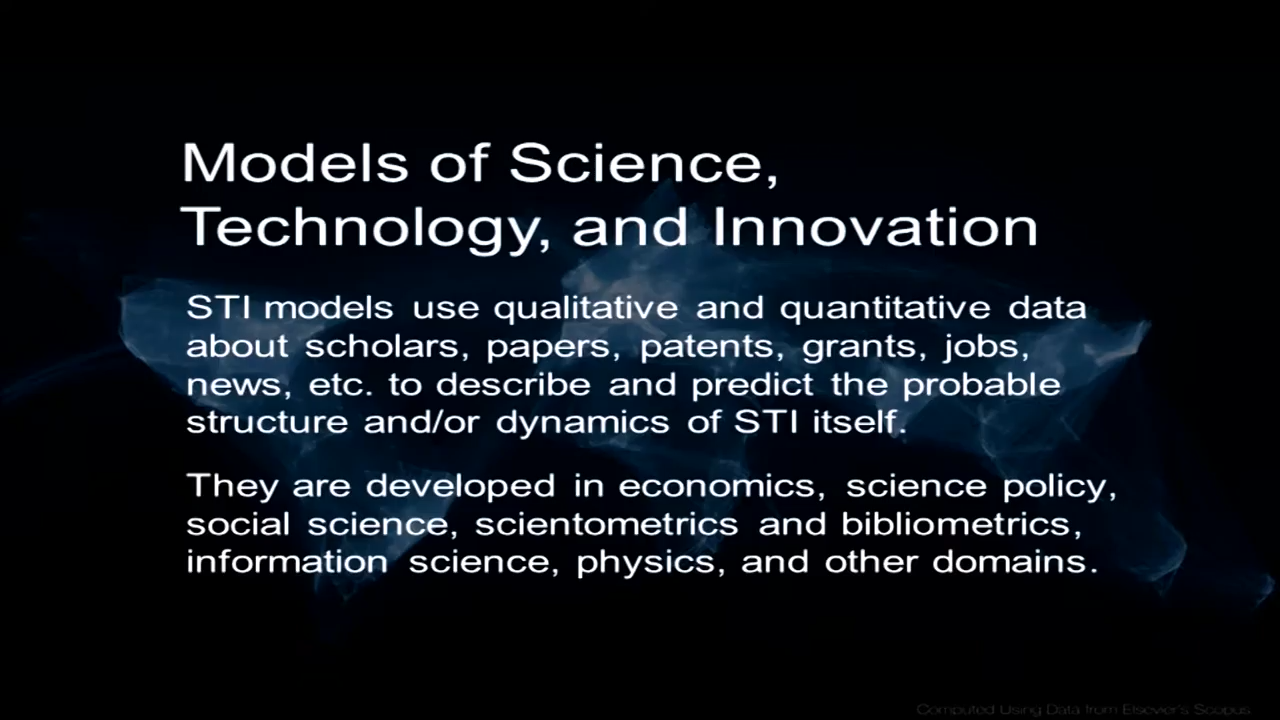 Models of Science,
Technology, and Innovation
STI models use qualitative and quantitative data
about scholars, papers, patents, grants, jobs,
news, etc. to describe and predict the probable
structure and/or dynamics of STI itself.
They are developed in economics, science policy,
social science, scientometrics and bibliometrics,
information science, physics, and other domains.
Computed Using Data from Elsevier's Scopus